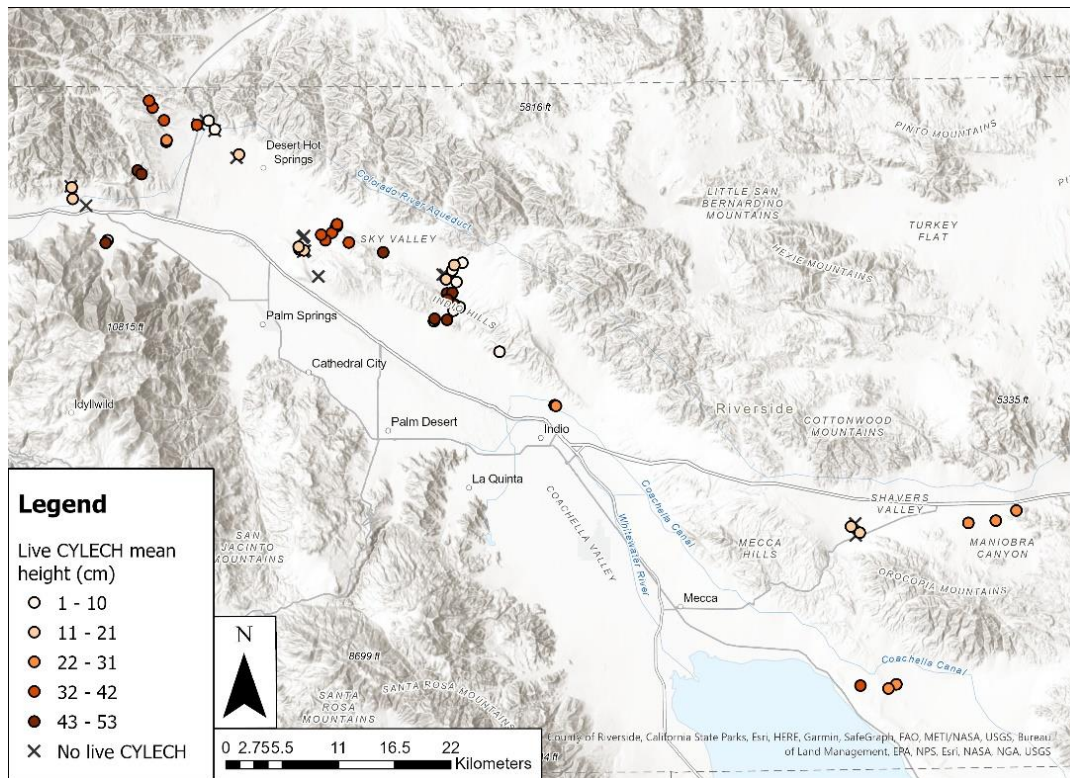 5816 ft
PINTO MOUNTAINS
Desert Hot
Springs
Colorado River Aqueduct
LITTLE SAN
BERNARDINO
MOUNTAINS
TURKEY
FLAT
SKY VALLEY
HEXIE MOUNTAINS
INDIO HILLS
10815 ft
Palm Springs
Cathedral City
Idyllwild
Riverside
5335 ft
COTTONWOOD
MOUNTAINS
Palm Desert
Indio
La Quinta
COACHELLA VALLEY
Whitewater River
Coachella Canal
SHAVERS
VALLEY
MECCA
HILLS
MANIOBRA
CANYON
OROCOPIA MOUNTAINS
SAN
JACINTO
MOUNTAINS
Mecca
8699 ft
SANTA
ROSA
MOUNTAINS
SANTA ROSA MOUNTAINS
Coachella Canal
Legend
Live CYLECH mean
height (cm)
1 - 10
11 - 21
22 - 31
32 - 42
43 - 53
No live CYLECH
N
0 2.75 5.5 11 16.5 22
Kilometers
County of Riverside, California State Parks, Esri, HERE, Garmin, SafeGraph, FAO, METI/NASA, USGS, Bureau
of Land Management, EPA, NPS, Esri, NASA, NGA, USGS